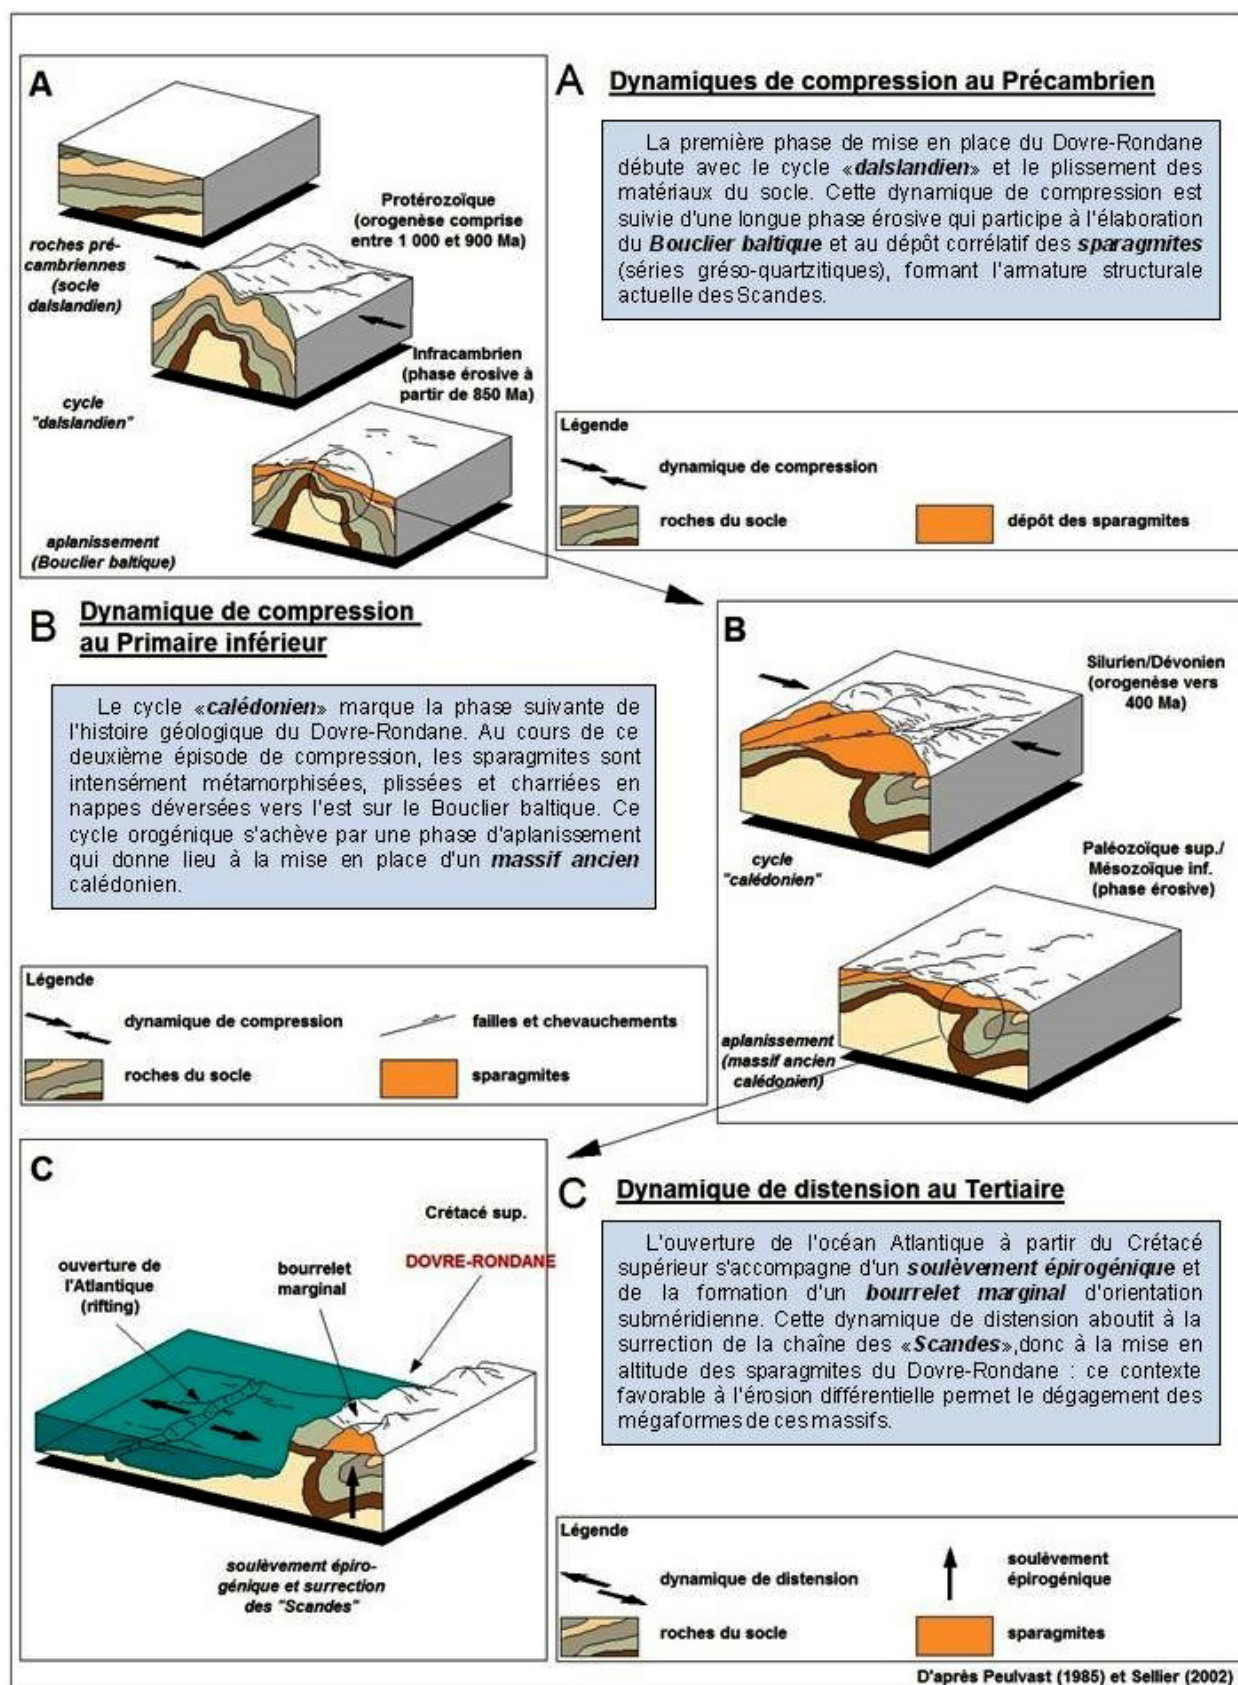 A
roches pré-
cambriennes
(socle
dalslandien)
Protérozoïque
(orogenèse comprise
entre 1 000 et 900 Ma)
cycle
"dalslandien"
Infracambrien
(phase érosive à
partir de 850 Ma)
aplanissement
(Bouclier baltique)
A Dynamiques de compression au Précambrien
La première phase de mise en place du Dovre-Rondane
débute avec le cycle «dalslandien» et le plissement des
matériaux du socle. Cette dynamique de compression est
suivie d'une longue phase érosive qui participe à l'élaboration
du Bouclier baltique et au dépôt corrélatif des sparagmites
(séries gréso-quartzitiques), formant l'armature structurale
actuelle des Scandes.
Légende
dynamique de compression
roches du socle
dépôt des sparagmites
B Dynamique de compression
au Primaire inférieur
Le cycle «calédonien» marque la phase suivante de
l'histoire géologique du Dovre-Rondane. Au cours de ce
deuxième épisode de compression, les sparagmites sont
intensément métamorphisées, plissées et charriées en
nappes déversées vers l'est sur le Bouclier baltique. Ce
cycle orogénique s'achève par une phase d'aplanissement
qui donne lieu à la mise en place d'un massif ancien
calédonien.
Légende
dynamique de compression
failles et chevauchements
roches du socle
sparagmites
B
Silurien/Dévonien
(orogenèse vers
400 Ma)
cycle
"calédonien"
Paléozoïque sup./
Mésozoïque inf.
(phase érosive)
aplanissement
(massif ancien
calédonien)
C
Crétacé sup.
DOVRE-RONDANE
ouverture de
l'Atlantique
(rifting)
bourrelet
marginal
soulèvement épiro-
génique et surrection
des "Scandes"
C Dynamique de distension au Tertiaire
L'ouverture de l'océan Atlantique à partir du Crétacé
supérieur s'accompagne d'un soulèvement épirogénique et
de la formation d'un bourrelet marginal d'orientation
subméridienne. Cette dynamique de distension aboutit à la
surrection de la chaîne des «Scandes»,donc à la mise en
altitude des sparagmites du Dovre-Rondane : ce contexte
favorable à l'érosion différentielle permet le dégagement des
mégaformes de ces massifs.
Légende
dynamique de distension
soulèvement
épirogénique
roches du socle
sparagmites
D'après Peulvast (1985) et Sellier (2002)